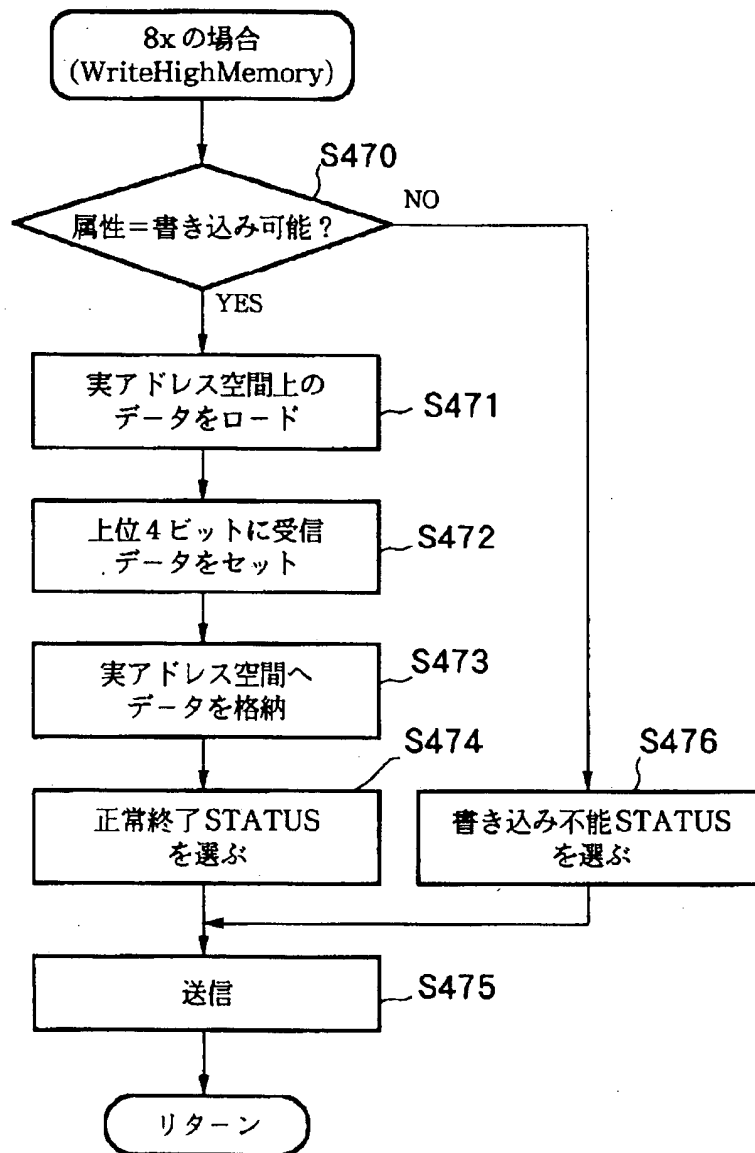 8xの場合
(WriteHighMemory)
S470
属性=書き込み可能?
NO
YES
実アドレス空間上の
データをロード
S471
上位4ビットに受信
データをセット
S472
実アドレス空間へ
データを格納
S473
S474
正常終了STATUS
を選ぶ
S476
書き込み不能STATUS
を選ぶ
送信
S475
リターン